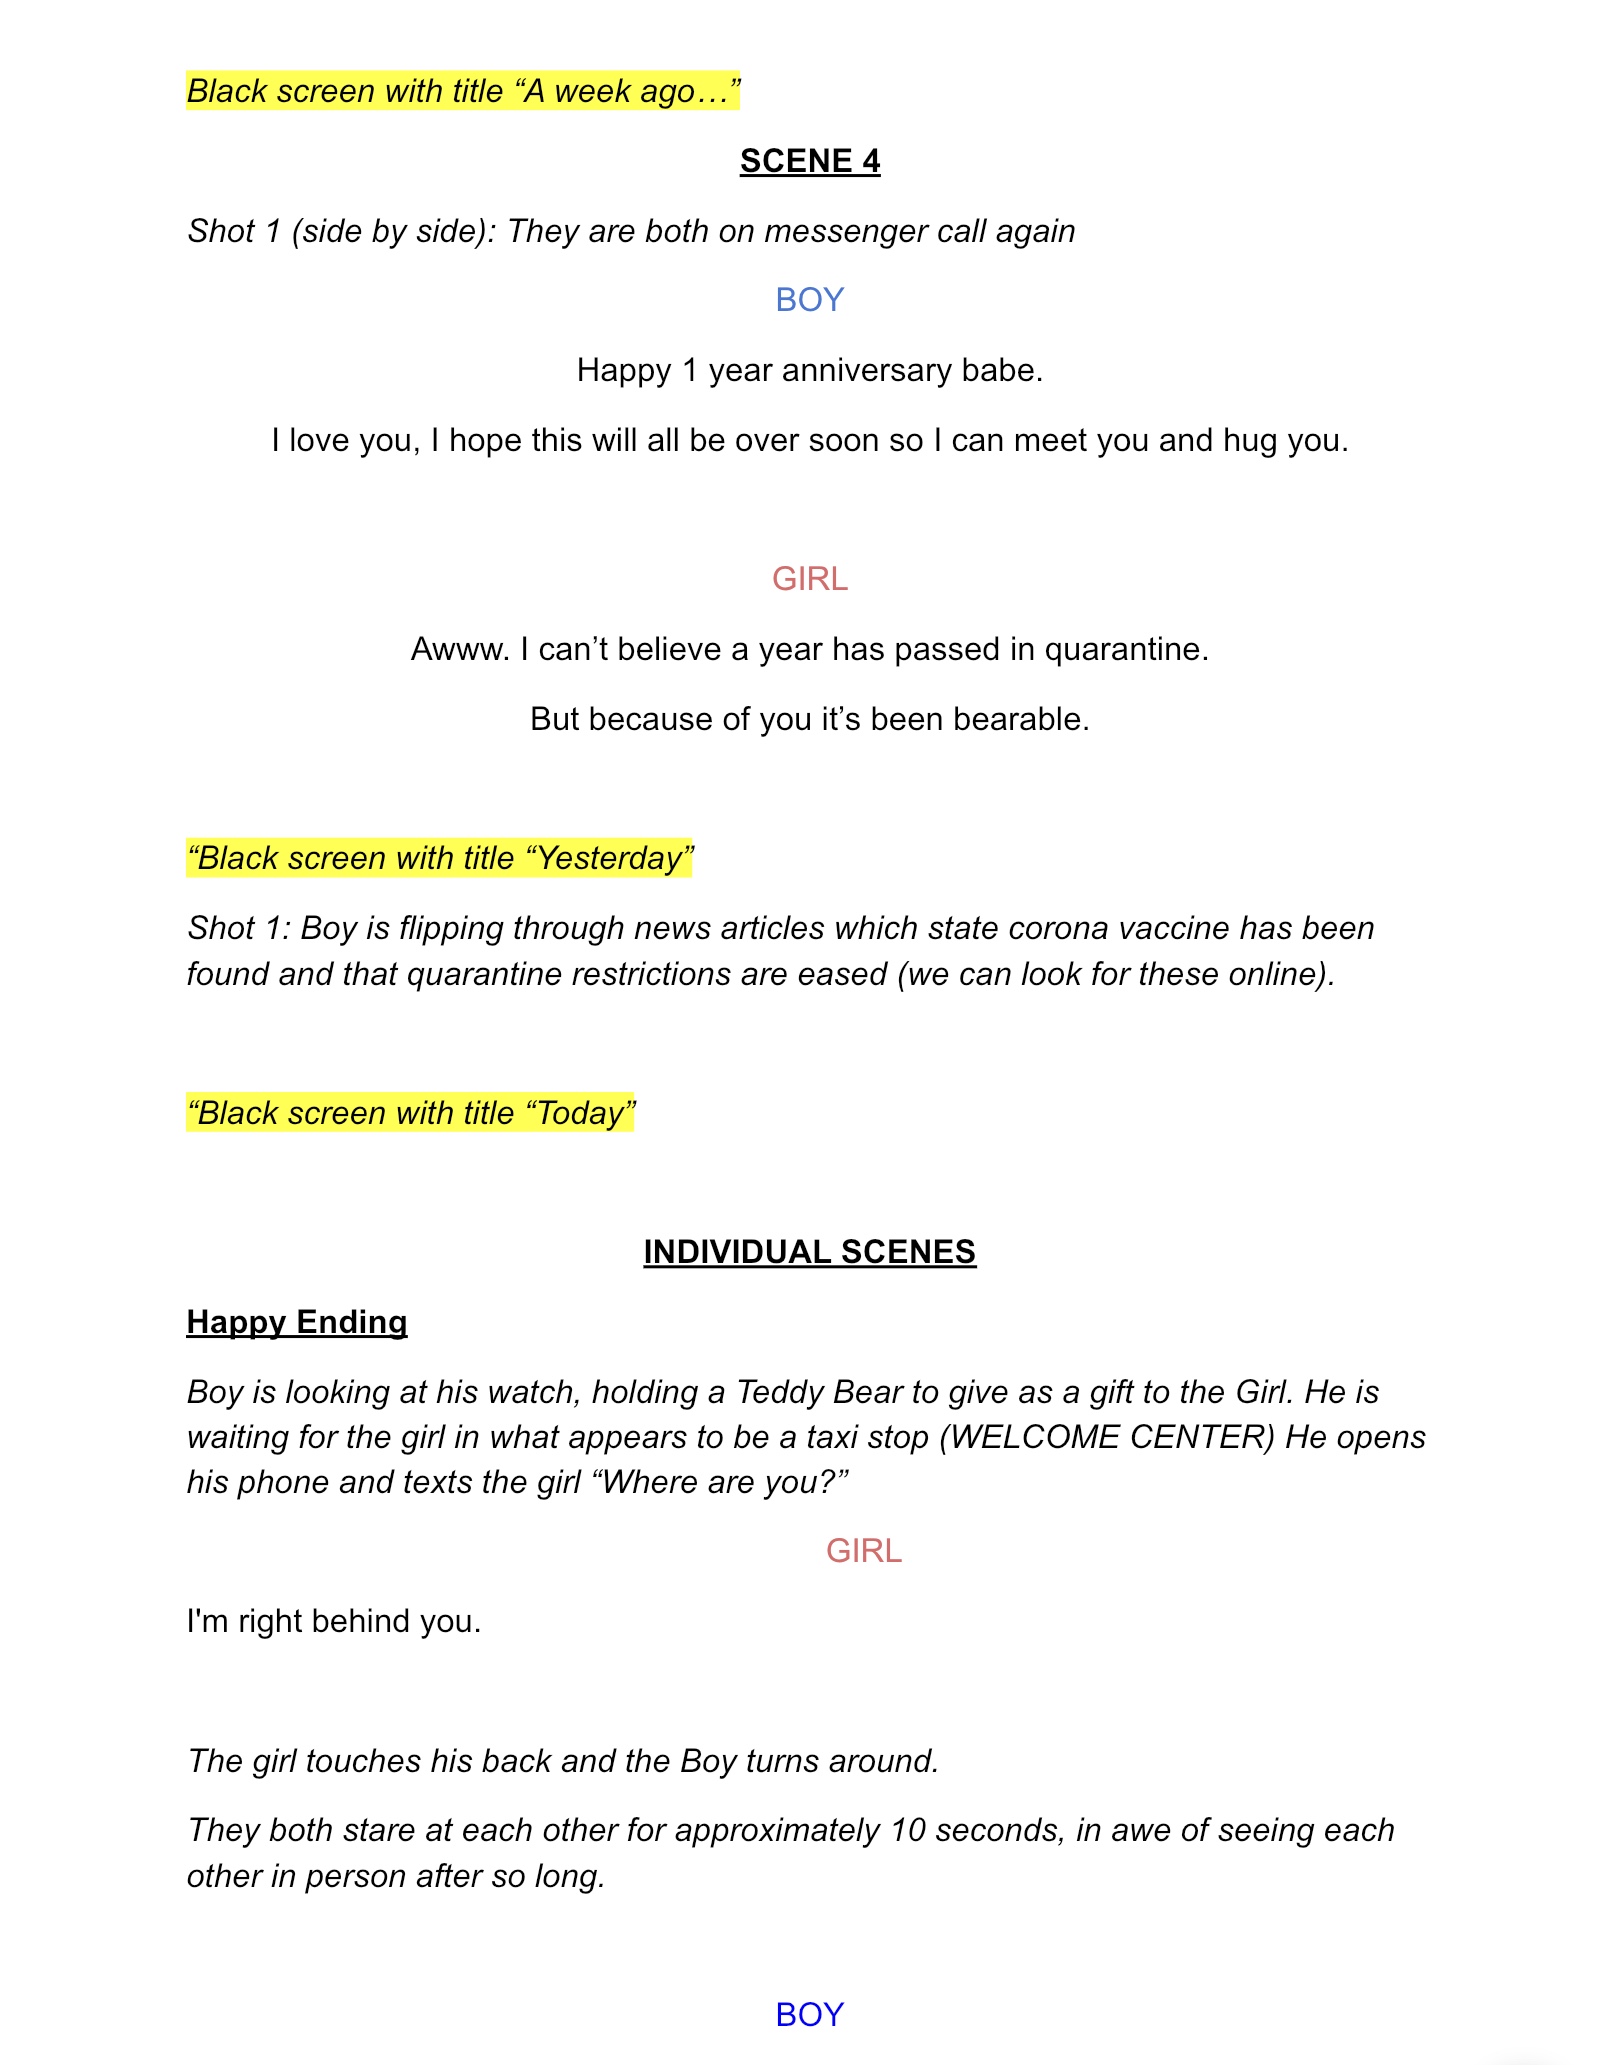 Black screen with title “A week ago…”
SCENE 4
Shot 1 (side by side): They are both on messenger call again
BOY
Happy 1 year anniversary babe.
I love you, I hope this will all be over soon so I can meet you and hug you.
GIRL
Awww. I can’t believe a year has passed in quarantine.
But because of you it’s been bearable.
“Black screen with title “Yesterday”
Shot 1: Boy is flipping through news articles which state corona vaccine has been
found and that quarantine restrictions are eased (we can look for these online).
“Black screen with title “Today”
INDIVIDUAL SCENES
Happy Ending
Boy is looking at his watch, holding a Teddy Bear to give as a gift to the Girl. He is
waiting for the girl in what appears to be a taxi stop (WELCOME CENTER) He opens
his phone and texts the girl “Where are you?”
GIRL
I'm right behind you.
The girl touches his back and the Boy turns around.
They both stare at each other for approximately 10 seconds, in awe of seeing each
other in person after so long.
BOY